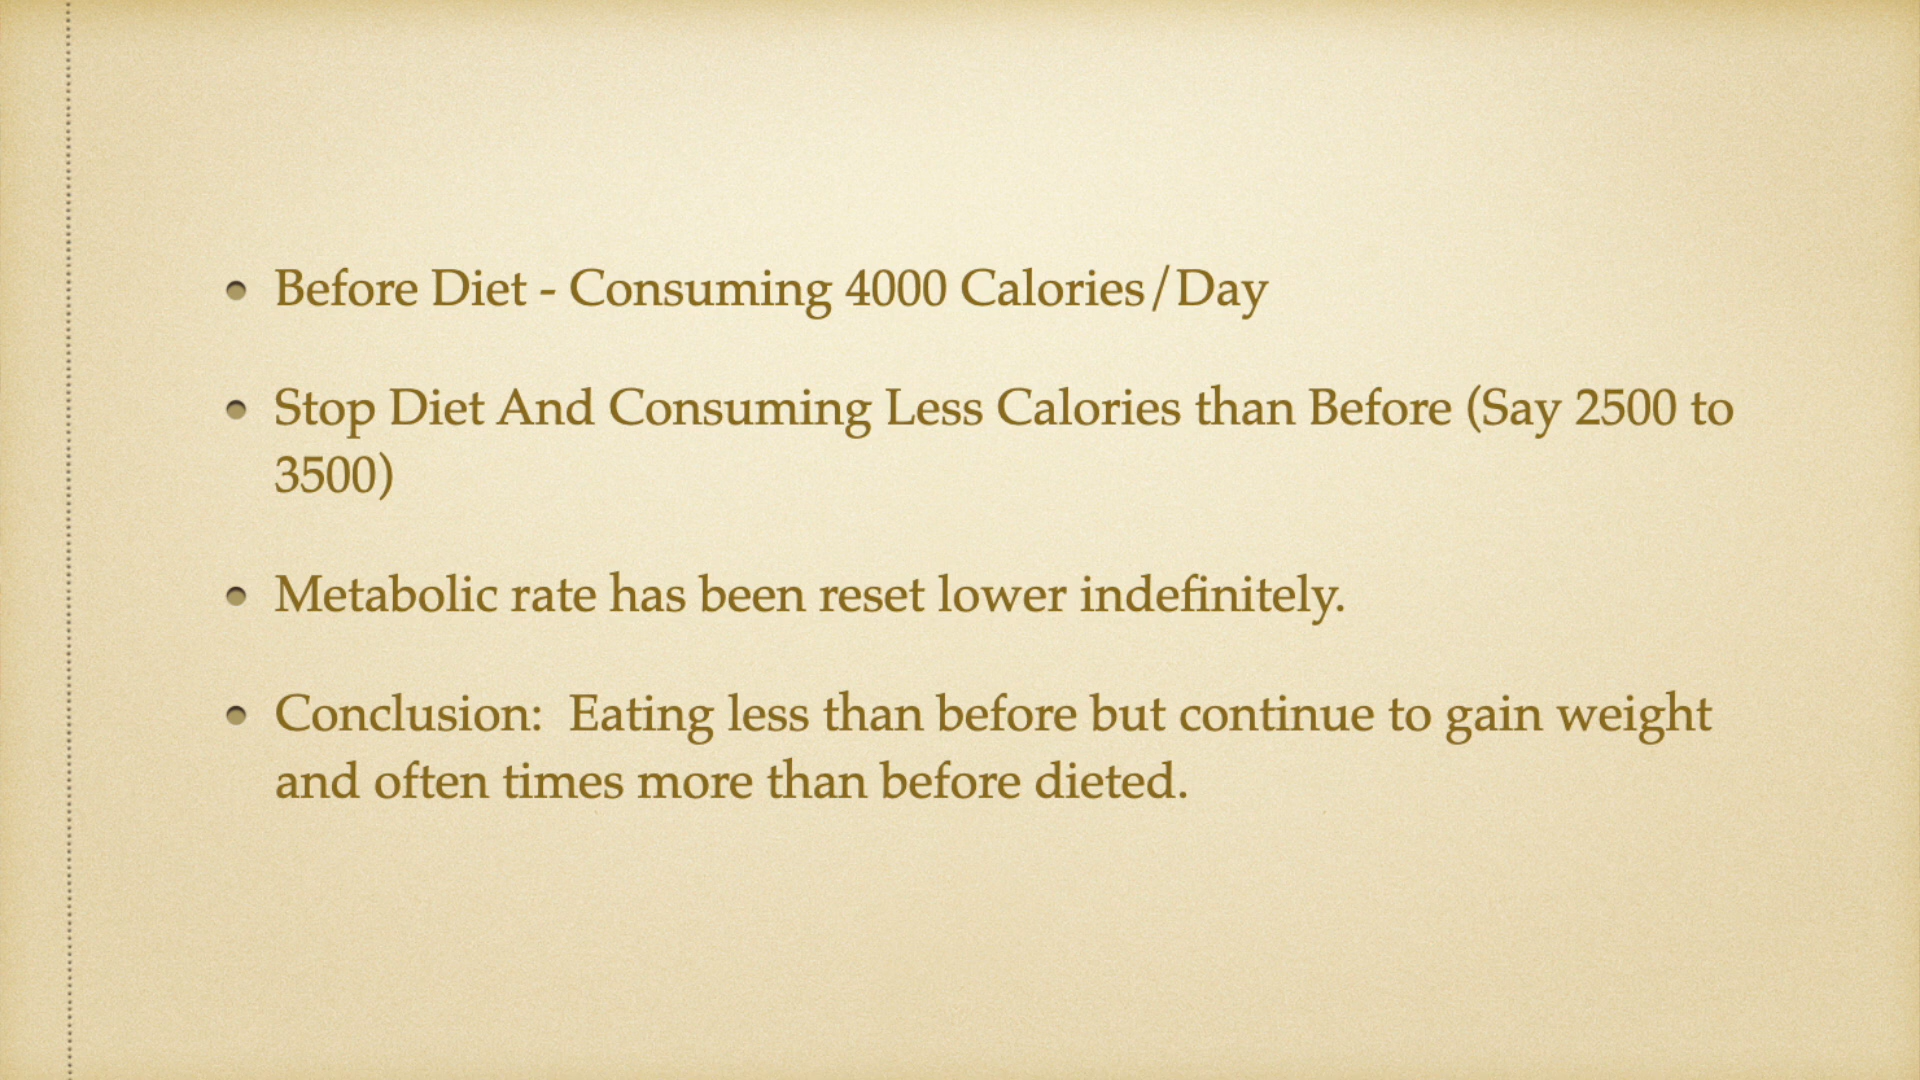 • Before Diet - Consuming 4000 Calories/Day
• Stop Diet And Consuming Less Calories than Before (Say 2500 to
3500)
• Metabolic rate has been reset lower indefinitely.
• Conclusion:  Eating less than before but continue to gain weight
and often times more than before dieted.